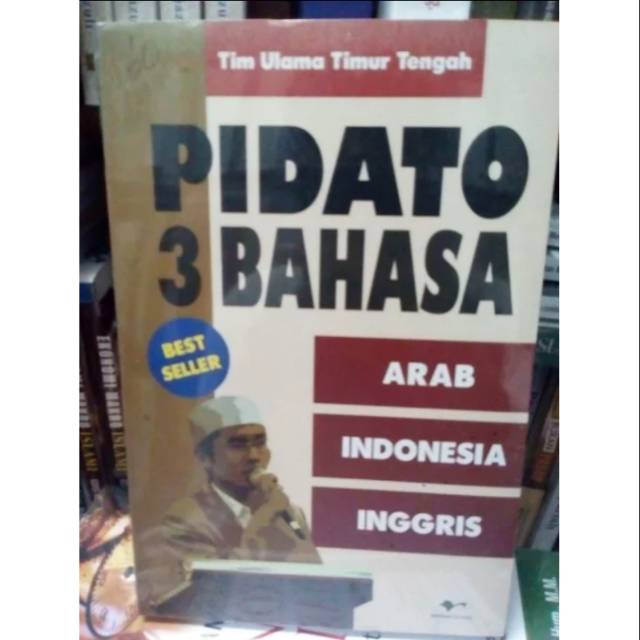 Tim Ulama Timur Tengah
PIDATO
3 BAHASA
BEST
SELLER
ARAB
INDONESIA
INGGRIS